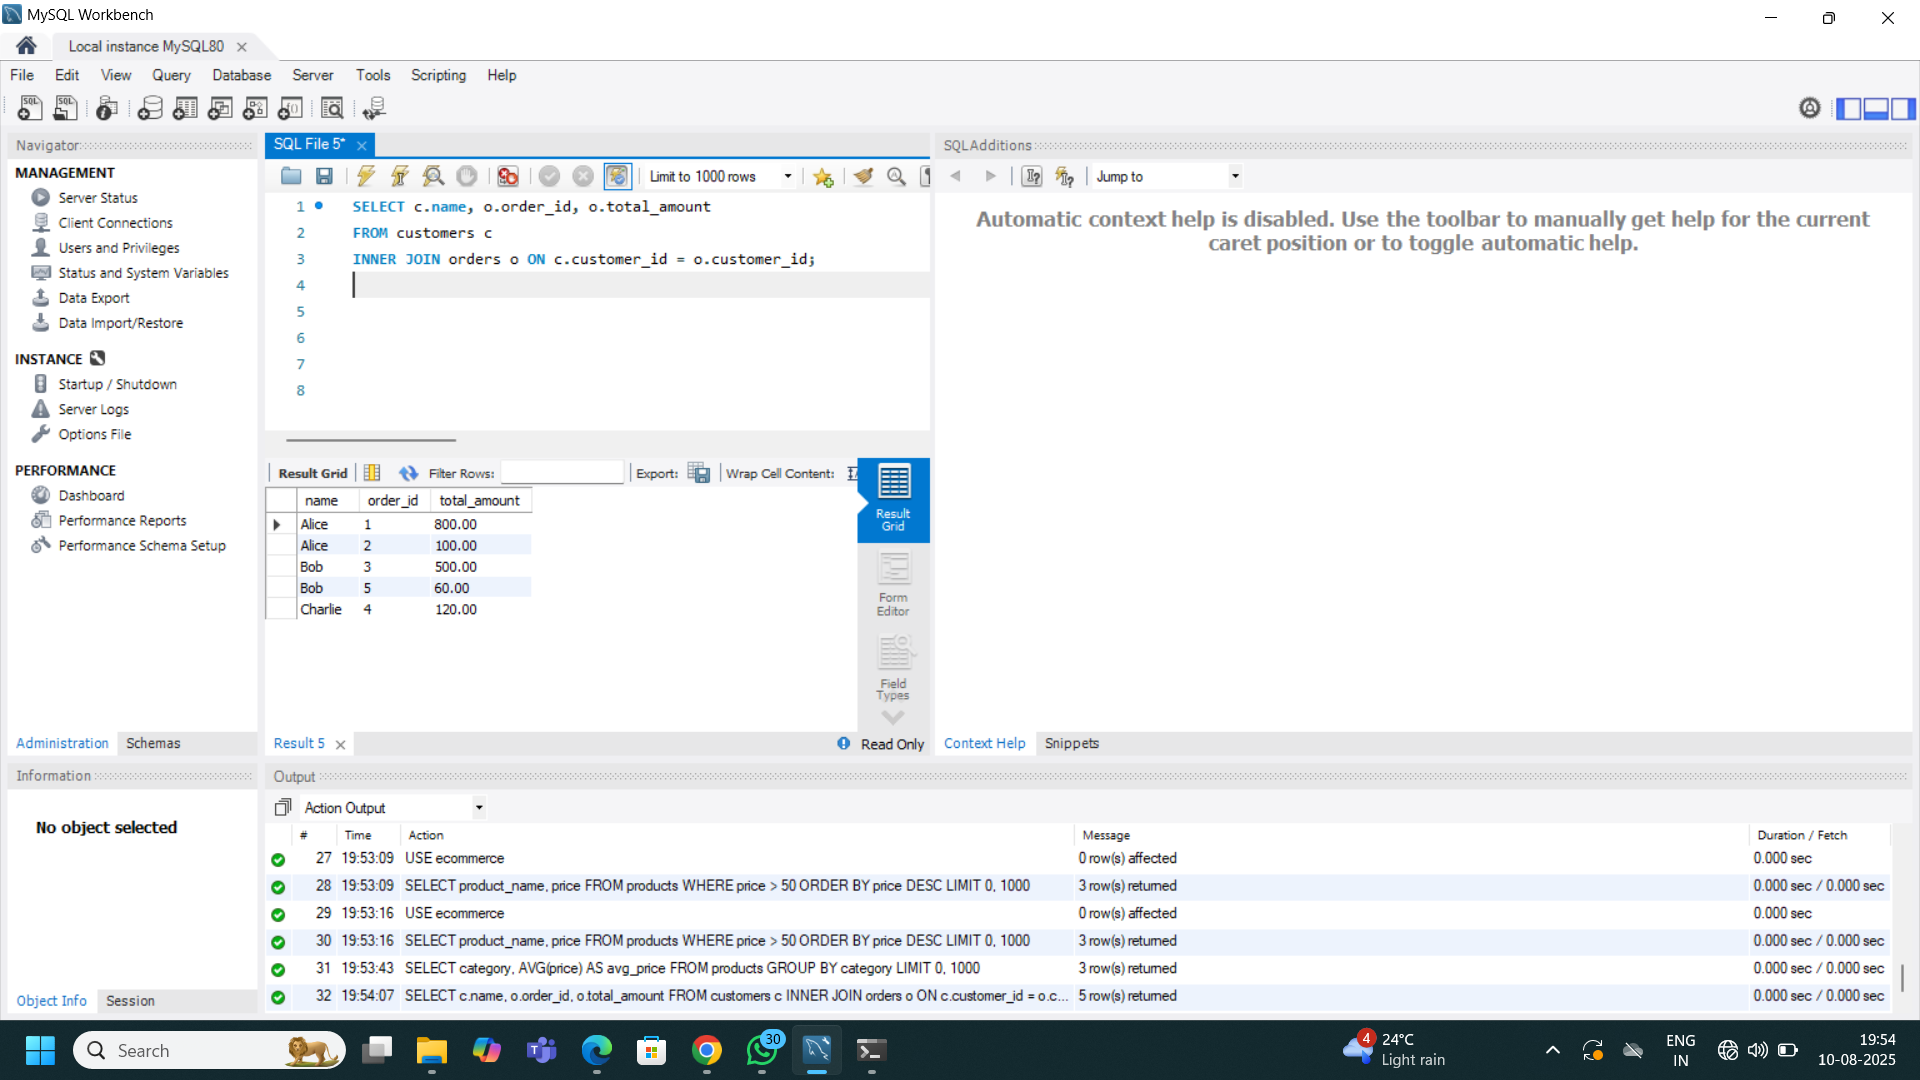 MySQL Workbench
Local instance MySQL80
File Edit View Query Database Server Tools Scripting Help
Navigator
MANAGEMENT
Server Status
Client Connections
Users and Privileges
Status and System Variables
Data Export
Data Import/Restore
INSTANCE
Startup / Shutdown
Server Logs
Options File
PERFORMANCE
Dashboard
Performance Reports
Performance Schema Setup
Administration Schemas
Information
No object selected
Object Info Session
SQL File 5*
Limit to 1000 rows
1 SELECT c.name, o.order_id, o.total_amount
2 FROM customers c
3 INNER JOIN orders o ON c.customer_id = o.customer_id;
4
5
6
7
8
Result Grid Filter Rows: Export: Wrap Cell Content:
name order_id total_amount
Alice 1 800.00
Alice 2 100.00
Bob 3 500.00
Bob 5 60.00
Charlie 4 120.00
Result
Grid
Form
Editor
Field
Types
Result 5
Read Only
SQLAdditions
Jump to
Automatic context help is disabled. Use the toolbar to manually get help for the current
caret position or to toggle automatic help.
Context Help Snippets
Output
Action Output
# Time Action Message Duration / Fetch
27 19:53:09 USE ecommerce 0 row(s) affected 0.000 sec
28 19:53:09 SELECT product_name, price FROM products WHERE price > 50 ORDER BY price DESC LIMIT 0, 1000 3 row(s) returned 0.000 sec / 0.000 sec
29 19:53:16 USE ecommerce 0 row(s) affected 0.000 sec
30 19:53:16 SELECT product_name, price FROM products WHERE price > 50 ORDER BY price DESC LIMIT 0, 1000 3 row(s) returned 0.000 sec / 0.000 sec
31 19:53:43 SELECT category, AVG(price) AS avg_price FROM products GROUP BY category LIMIT 0, 1000 3 row(s) returned 0.000 sec / 0.000 sec
32 19:54:07 SELECT c.name, o.order_id, o.total_amount FROM customers c INNER JOIN orders o ON c.customer_id = o.c... 5 row(s) returned 0.000 sec / 0.000 sec
Search
30
4
24°C
Light rain
ENG
IN
19:54
10-08-2025